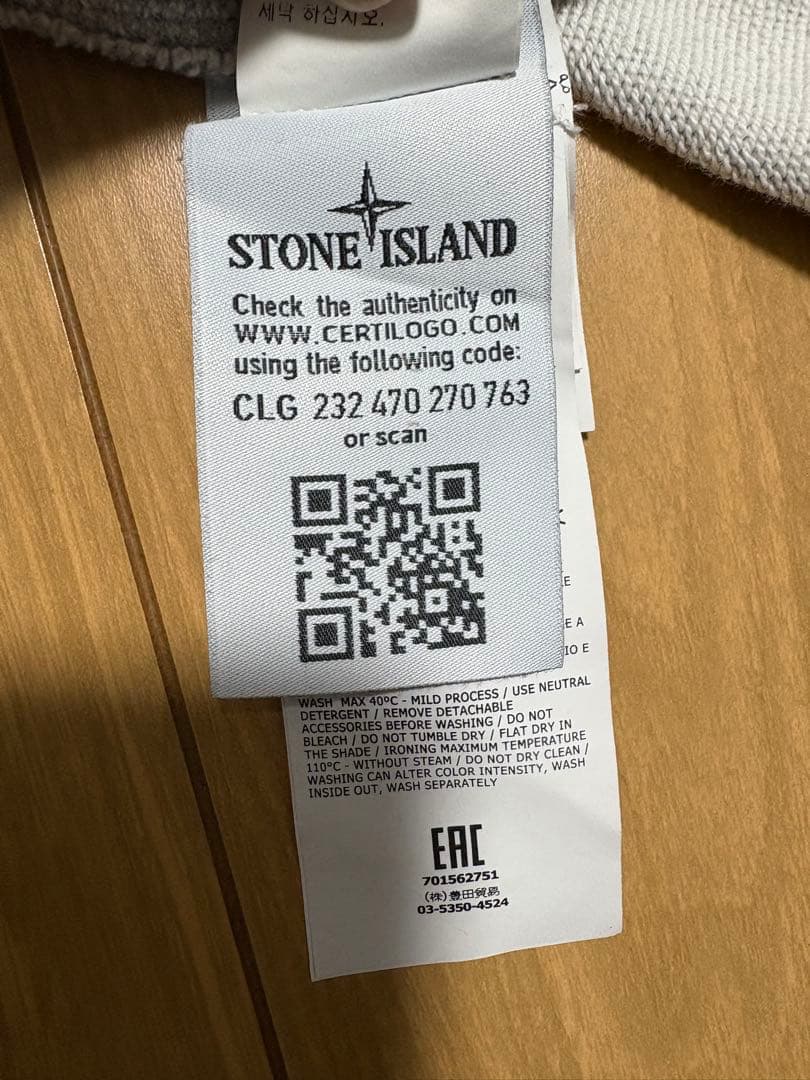 세낙 하십시오.
STONE ISLAND
Check the authenticity on
WWW.CERTILOGO.COM
using the following code:
CLG 232 470 270 763
or scan
E A
IO E
WASH MAX 40ºC - MILD PROCESS / USE NEUTRAL
DETERGENT / REMOVE DETACHABLE
ACCESSORIES BEFORE WASHING / DO NOT
BLEACH / DO NOT TUMBLE DRY / FLAT DRY IN
THE SHADE / IRONING MAXIMUM TEMPERATURE
110°C - WITHOUT STEAM / DO NOT DRY CLEAN /
WASHING CAN ALTER COLOR INTENSITY, WASH
INSIDE OUT, WASH SEPARATELY
EAC
701562751
(株)豊田貿易
03-5350-4524